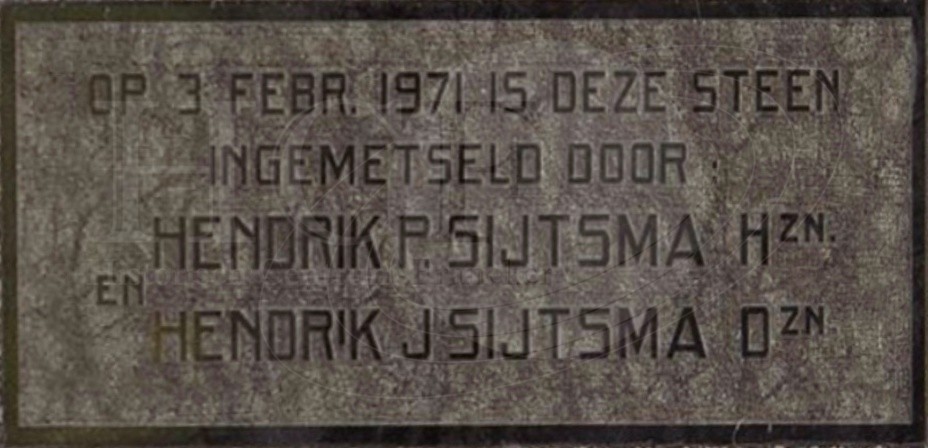 OP 3 FEBR. 1971 IS DEZE STEEN
INGEMETSELD DOOR:
HENDRIK P. SIJTSMA HZN.
EN
HENDRIK J SIJTSMA DZN.